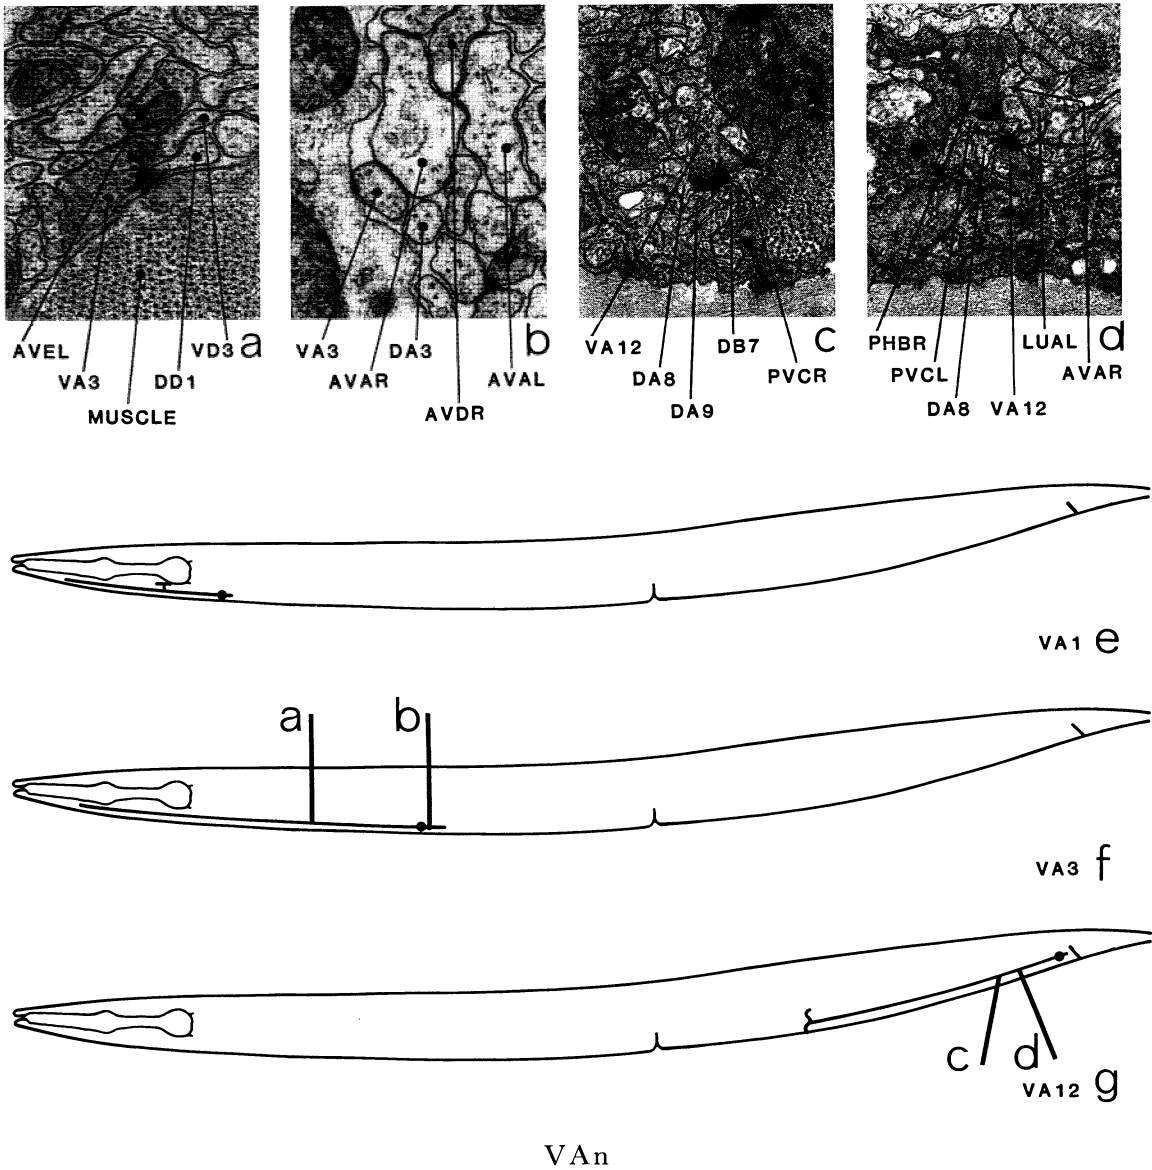 AVEL
VA3
MUSCLE
DD1
VD3
a
VA3
AVAR
DA3
AVDR
AVAL
b
VA12
DA8
DA9
DB7
PVCR
c
PHBR
PVCL
DA8
VA12
LUAL
AVAR
d
VA1 e
a
b
VA3 f
c
d
VA12 g
VAn